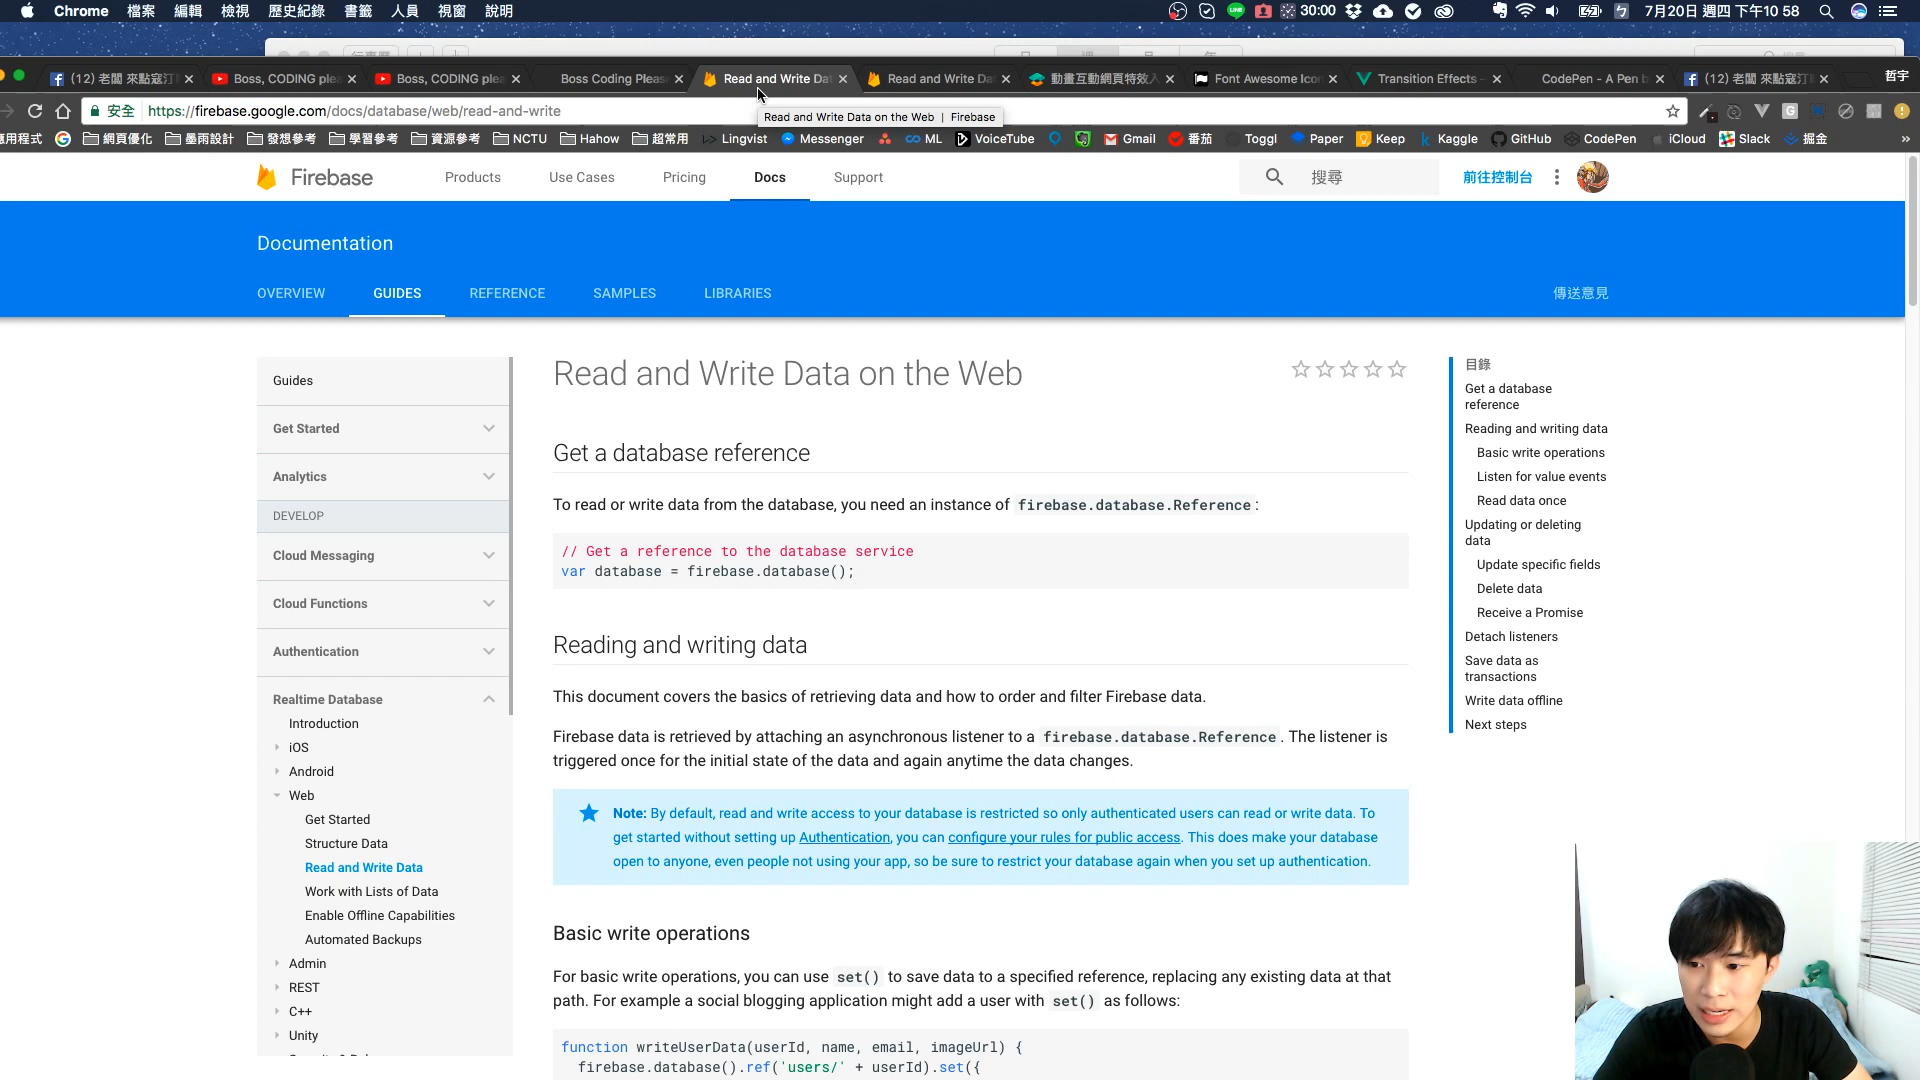 Chrome 檔案 編輯 檢視 歷史紀錄 書籤 人員 視窗 說明 30:00 7月20日 週四 下午10 58
(12) 老闆 來點寇汀 Boss, CODING plea Boss, CODING plea Boss Coding Pleas Read and Write Dat Read and Write Da 動畫互動網頁特效入 Font Awesome Icon Transition Effects CodePen - A Pen b (12) 老闆 來點寇汀 哲宇
安全 https://firebase.google.com/docs/database/web/read-and-write
Read and Write Data on the Web | Firebase
應用程式 網頁優化 墨雨設計 發想參考 學習參考 資源參考 NCTU Hahow 超常用 Lingvist Messenger ML VoiceTube Gmail 番茄 Toggl Paper Keep Kaggle GitHub CodePen iCloud Slack 掘金 »
Firebase Products Use Cases Pricing Docs Support 搜尋 前往控制台
Documentation
OVERVIEW GUIDES REFERENCE SAMPLES LIBRARIES 傳送意見
Guides
Get Started
Analytics
DEVELOP
Cloud Messaging
Cloud Functions
Authentication
Realtime Database
Introduction
iOS
Android
Web
Get Started
Structure Data
Read and Write Data
Work with Lists of Data
Enable Offline Capabilities
Automated Backups
Admin
REST
C++
Unity
Read and Write Data on the Web
Get a database reference
To read or write data from the database, you need an instance of firebase.database.Reference:
// Get a reference to the database service
var database = firebase.database();
Reading and writing data
This document covers the basics of retrieving data and how to order and filter Firebase data.
Firebase data is retrieved by attaching an asynchronous listener to a firebase.database.Reference. The listener is
triggered once for the initial state of the data and again anytime the data changes.
Note: By default, read and write access to your database is restricted so only authenticated users can read or write data. To
get started without setting up Authentication, you can configure your rules for public access. This does make your database
open to anyone, even people not using your app, so be sure to restrict your database again when you set up authentication.
Basic write operations
For basic write operations, you can use set() to save data to a specified reference, replacing any existing data at that
path. For example a social blogging application might add a user with set() as follows:
function writeUserData(userId, name, email, imageUrl) {
firebase.database().ref('users/' + userId).set({
目錄
Get a database
reference
Reading and writing data
Basic write operations
Listen for value events
Read data once
Updating or deleting
data
Update specific fields
Delete data
Receive a Promise
Detach listeners
Save data as
transactions
Write data offline
Next steps